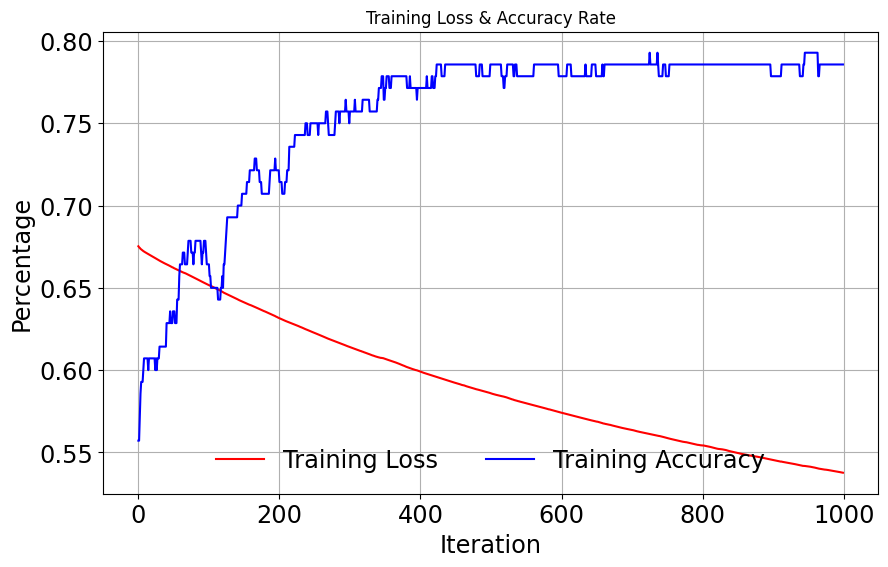 Training Loss & Accuracy Rate
0.80
0.75
0.70
0.65
0.60
0.55
Percentage
Training Loss
Training Accuracy
0
200
400
600
800
1000
Iteration